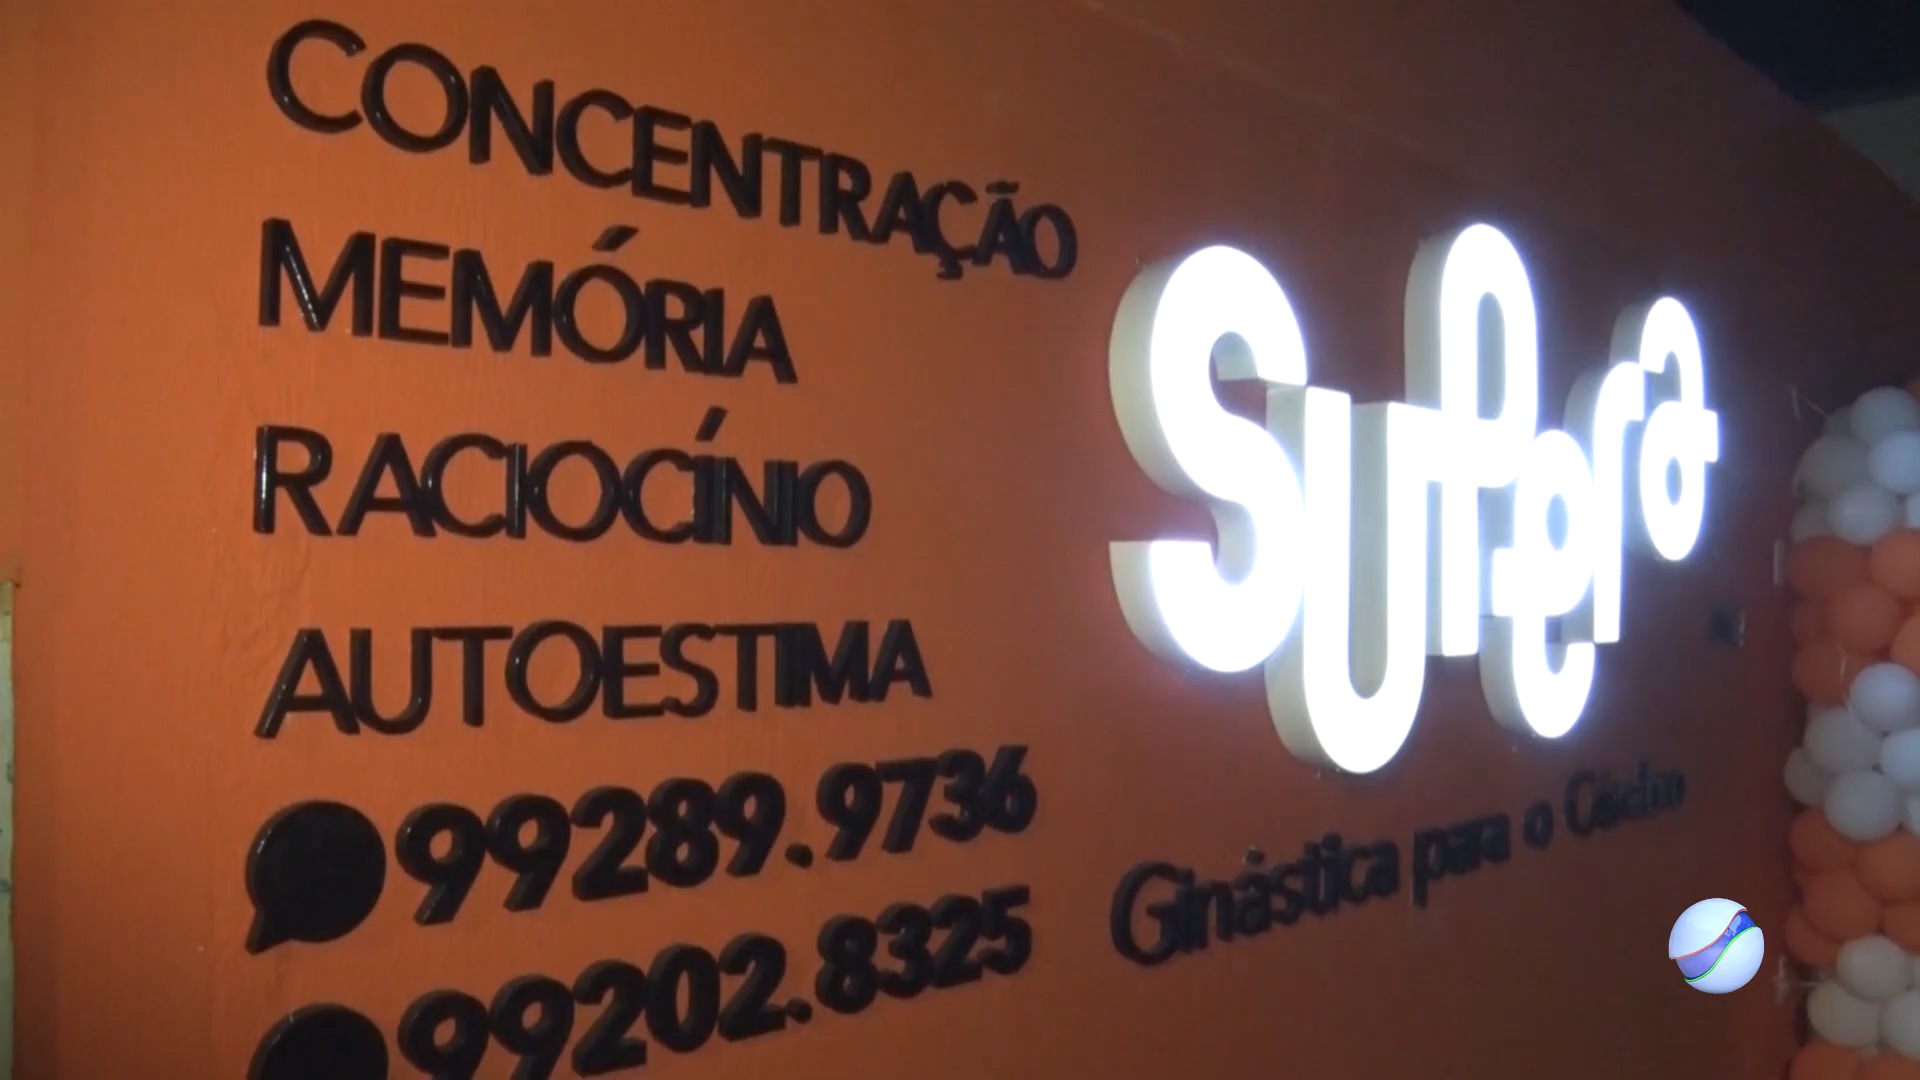 CONCENTRAÇÃO
MEMÓRIA
RACIOCÍNIO
AUTOESTIMA
99289.9736
99202.8325
Supera
Ginástica para o Cérebro